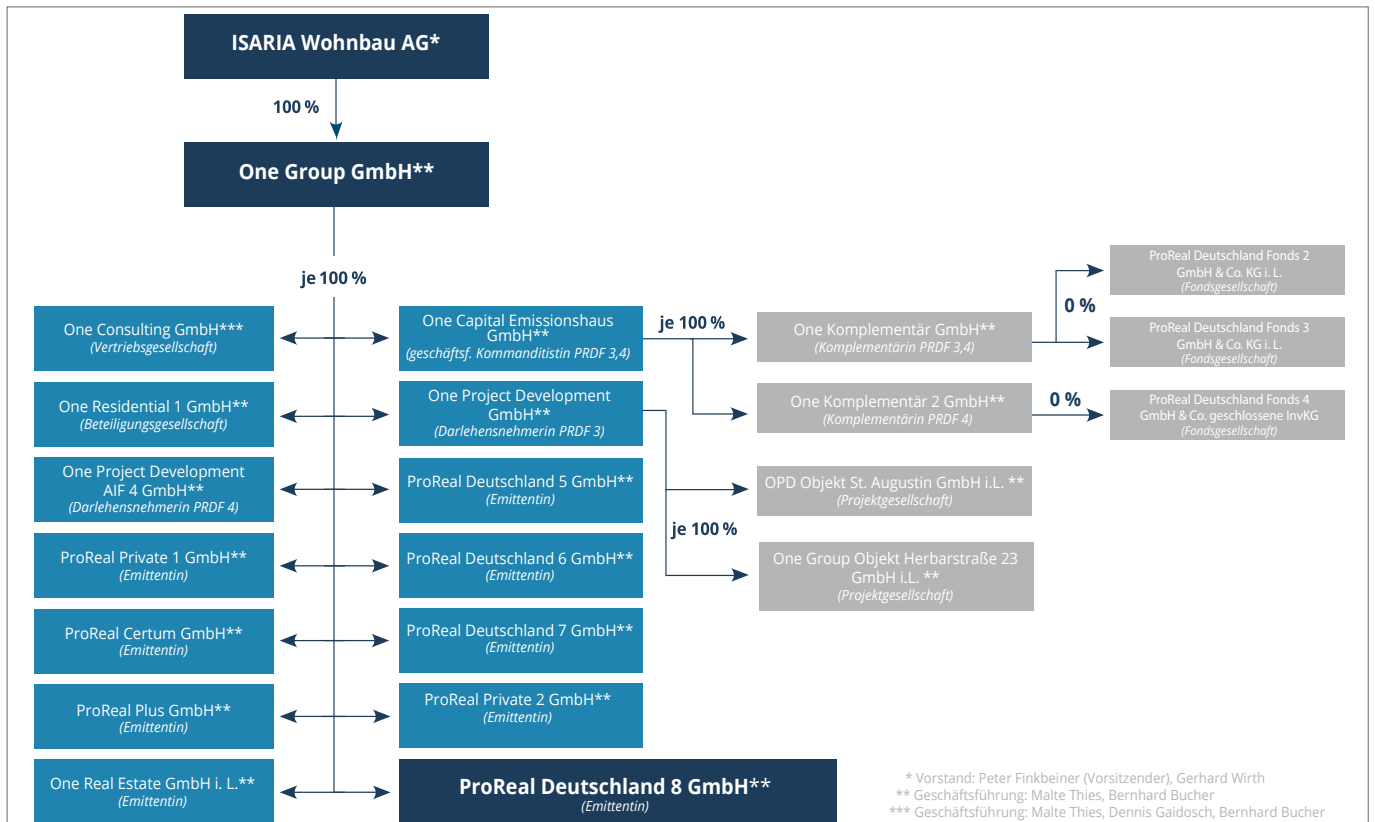 ISARIA Wohnbau AG*
100 %
One Group GmbH**
je 100 %
One Consulting GmbH***
(Vertriebsgesellschaft)
One Capital Emissionshaus
GmbH**
(geschäftsf. Kommanditistin PRDF 3,4)
je 100 %
One Komplementär GmbH**
(Komplementärin PRDF 3,4)
ProReal Deutschland Fonds 2
GmbH & Co. KG i. L.
(Fondsgesellschaft)
0 %
ProReal Deutschland Fonds 3
GmbH & Co. KG i. L.
(Fondsgesellschaft)
One Residential 1 GmbH**
(Beteiligungsgesellschaft)
One Project Development
GmbH**
(Darlehensnehmerin PRDF 3)
One Komplementär 2 GmbH**
(Komplementärin PRDF 4)
0 %
ProReal Deutschland Fonds 4
GmbH & Co. geschlossene InvKG
(Fondsgesellschaft)
One Project Development
AIF 4 GmbH**
(Darlehensnehmerin PRDF 4)
ProReal Deutschland 5 GmbH**
(Emittentin)
OPD Objekt St. Augustin GmbH i.L. **
(Projektgesellschaft)
je 100 %
ProReal Private 1 GmbH**
(Emittentin)
ProReal Deutschland 6 GmbH**
(Emittentin)
One Group Objekt Herbarstraße 23
GmbH i.L. **
(Projektgesellschaft)
ProReal Certum GmbH**
(Emittentin)
ProReal Deutschland 7 GmbH**
(Emittentin)
ProReal Plus GmbH**
(Emittentin)
ProReal Private 2 GmbH**
(Emittentin)
One Real Estate GmbH i. L.**
(Emittentin)
ProReal Deutschland 8 GmbH**
(Emittentin)
* Vorstand: Peter Finkbeiner (Vorsitzender), Gerhard Wirth
** Geschäftsführung: Malte Thies, Bernhard Bucher
*** Geschäftsführung: Malte Thies, Dennis Gaidosch, Bernhard Bucher